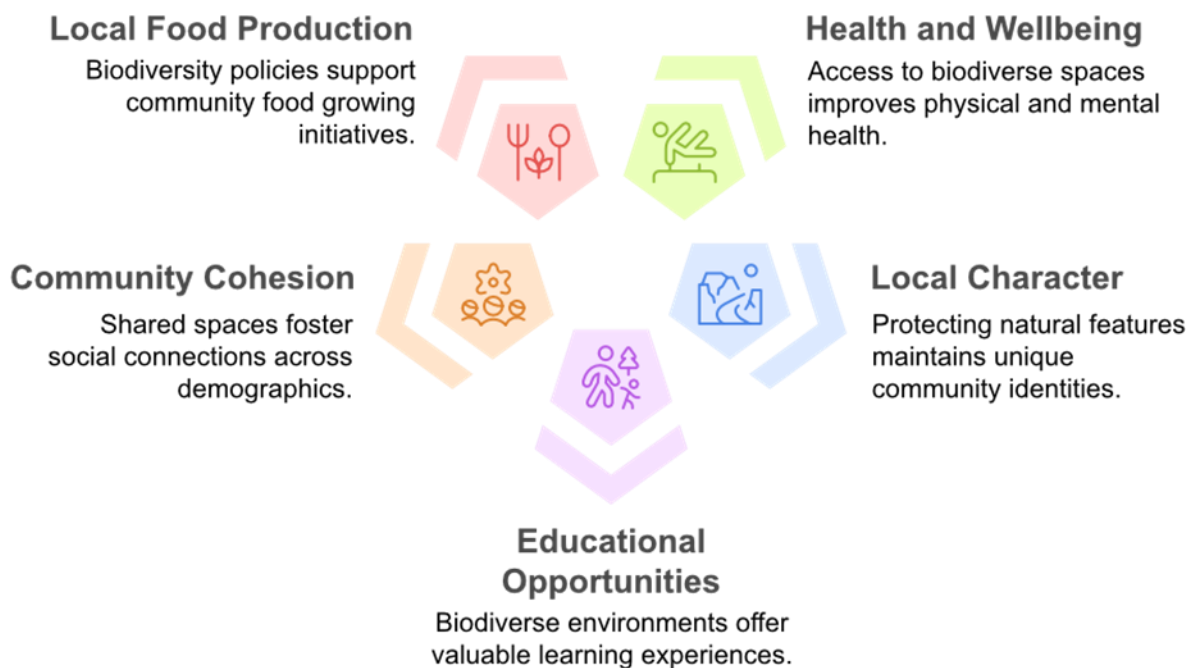 Local Food Production
Biodiversity policies support
community food growing
initiatives.
Health and Wellbeing
Access to biodiverse spaces
improves physical and mental
health.
Community Cohesion
Shared spaces foster
social connections across
demographics.
Local Character
Protecting natural features
maintains unique
community identities.
Educational
Opportunities
Biodiverse environments offer
valuable learning experiences.